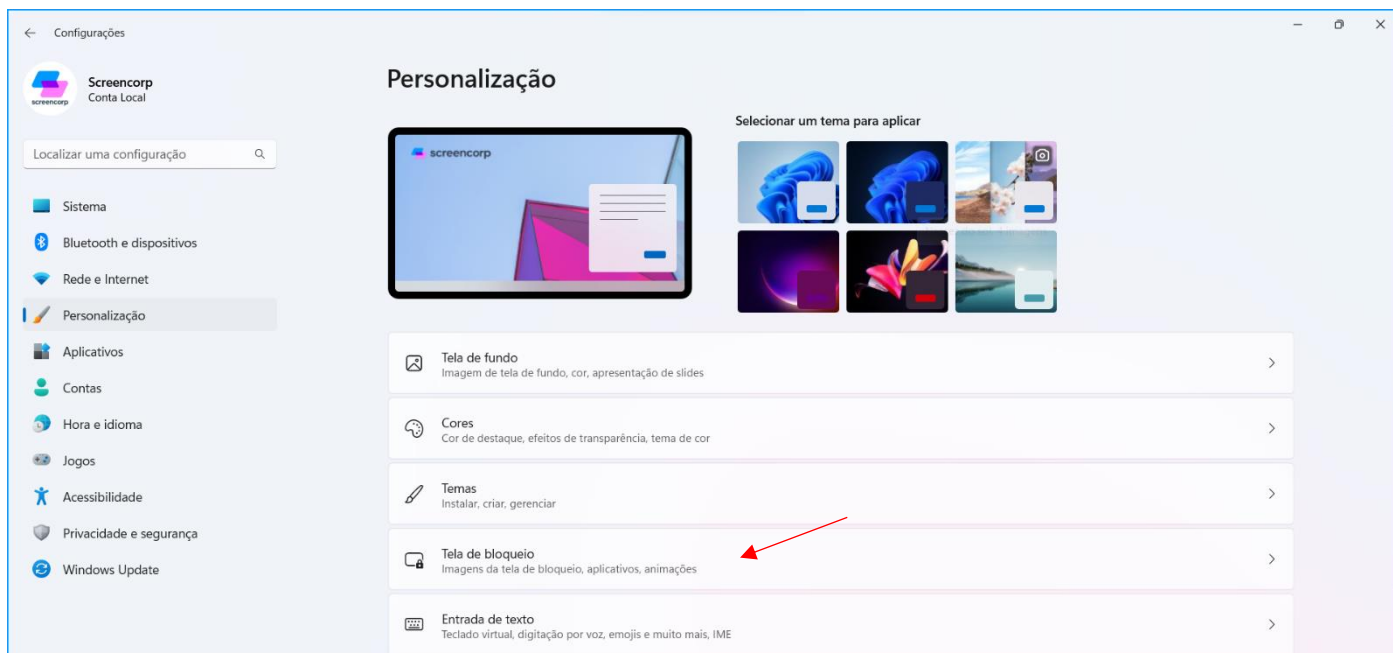 Configurações
screencorp
Screencorp
Conta Local
Localizar uma configuração
Sistema
Bluetooth e dispositivos
Rede e Internet
Personalização
Aplicativos
Contas
Hora e idioma
Jogos
Acessibilidade
Privacidade e segurança
Windows Update
Personalização
screencorp
Selecionar um tema para aplicar
Tela de fundo
Imagem de tela de fundo, cor, apresentação de slides
Cores
Cor de destaque, efeitos de transparência, tema de cor
Temas
Instalar, criar, gerenciar
Tela de bloqueio
Imagens da tela de bloqueio, aplicativos, animações
Entrada de texto
Teclado virtual, digitação por voz, emojis e muito mais, IME